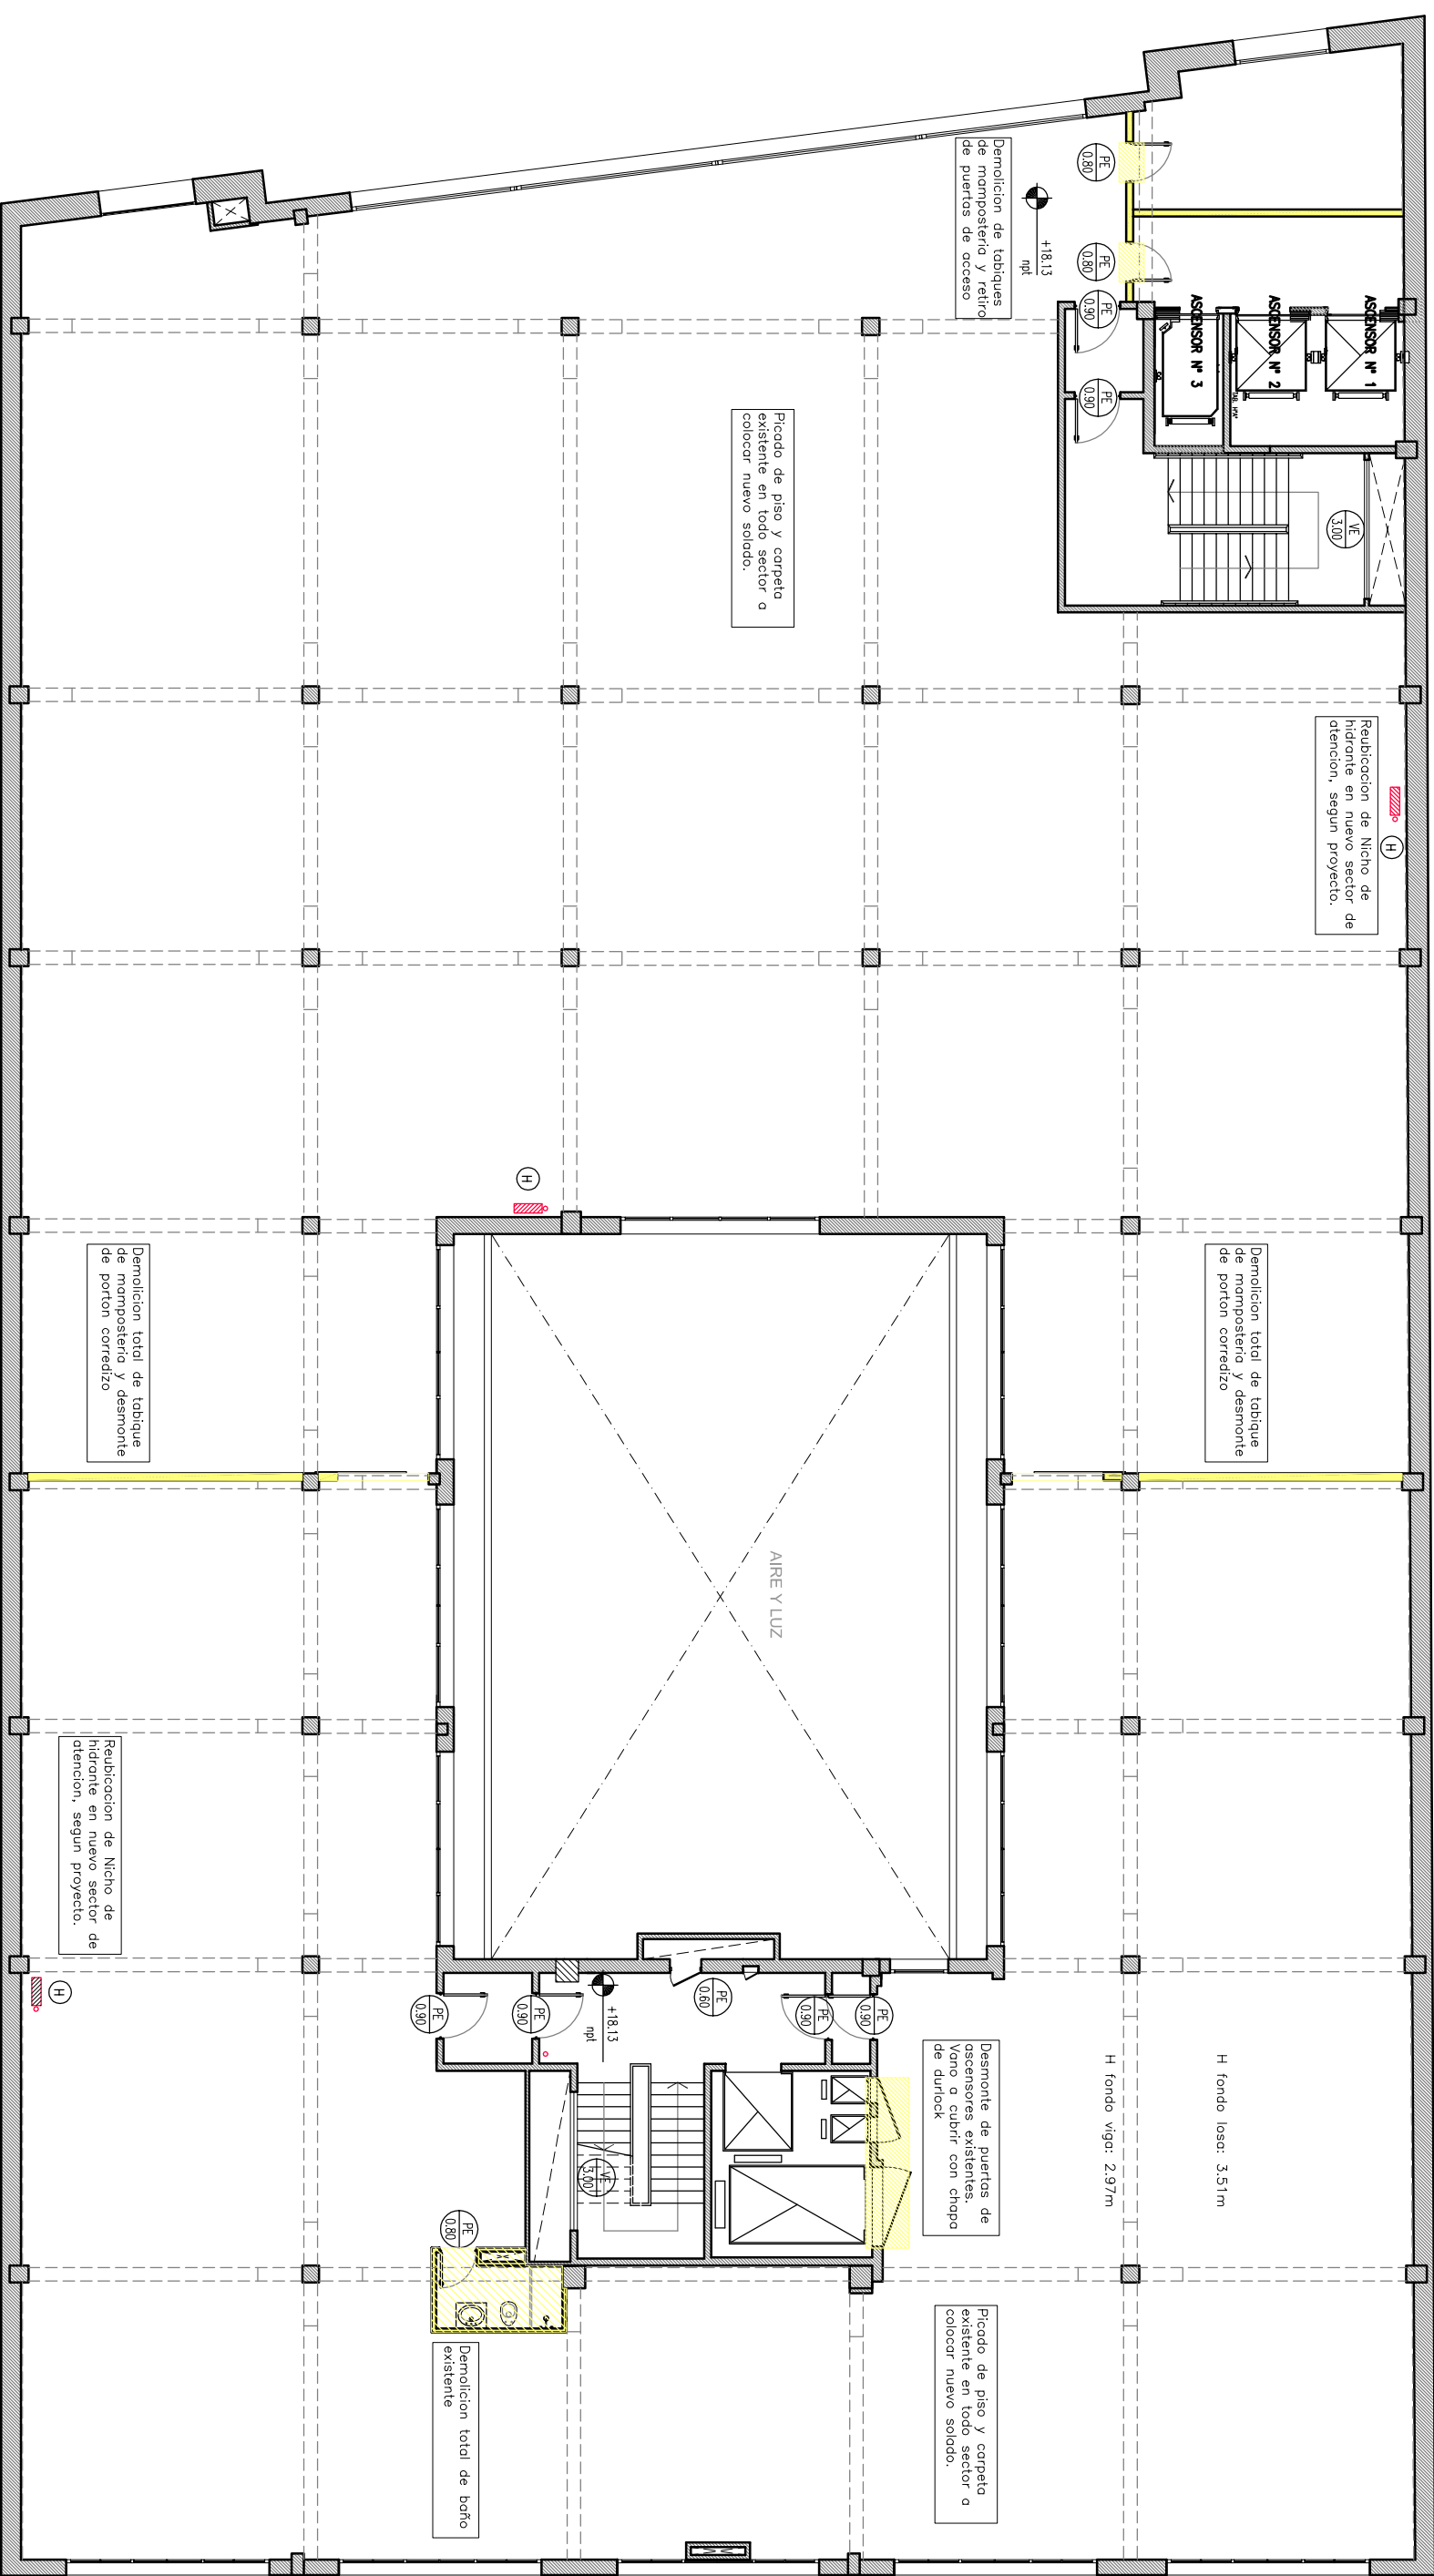 PE
0.80
Demolicion de tabiques
de mamposteria y retiro
de puertas de acceso
+18.13
npt
PE
0.80
PE
0.90
ASCENSOR Nº 1
ASCENSOR Nº 2
ASCENSOR Nº 3
PE
0.90
VE
3.00
Picado de piso y carpeta
existente en todo sector a
colocar nuevo solado.
Reubicacion de Nicho de
hidrante en nuevo sector de
atencion, segun proyecto.
H
H
Demolicion total de tabique
de mamposteria y desmonte
de porton corredizo
Demolicion total de tabique
de mamposteria y desmonte
de porton corredizo
AIRE Y LUZ
Reubicacion de Nicho de
hidrante en nuevo sector de
atencion, segun proyecto.
H
PE
0.90
PE
0.90
+18.13
npt
PE
0.60
PE
0.90
PE
0.90
Desmonte de puertas de
ascensores existentes.
Vano a cubrir con chapa
de durlock
H fondo losa: 3.51m
H fondo viga: 2.97m
VE
3.00
PE
0.80
Demolicion total de baño
existente
Picado de piso y carpeta
existente en todo sector a
colocar nuevo solado.